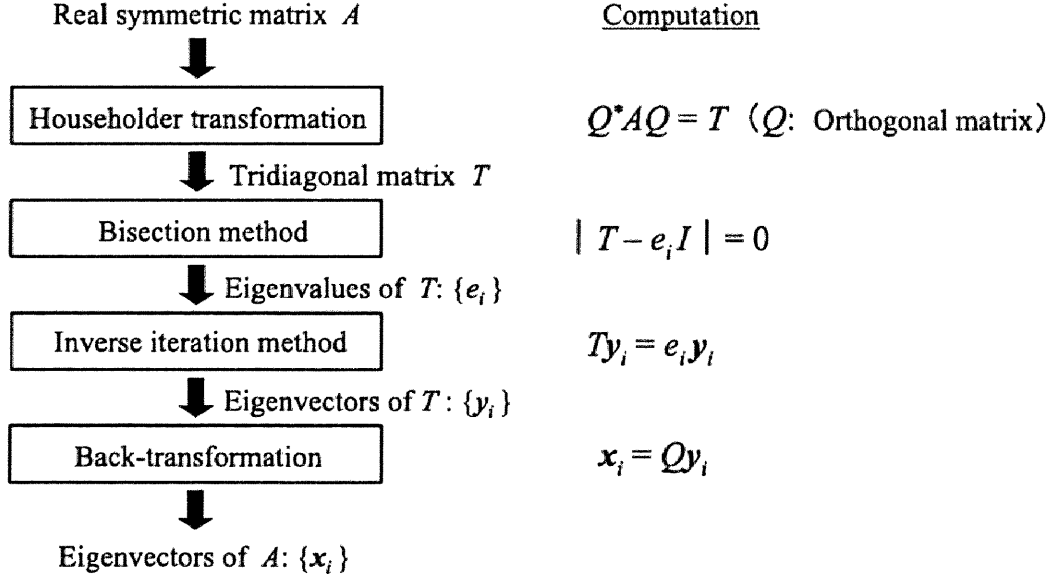 Real symmetric matrix A
Computation
Householder transformation
Q*AQ = T (Q: Orthogonal matrix)
Tridiagonal matrix T
Bisection method
| T − e_i I | = 0
Eigenvalues of T: {e_i}
Inverse iteration method
Ty_i = e_i y_i
Eigenvectors of T : {y_i}
Back-transformation
x_i = Qy_i
Eigenvectors of A: {x_i}